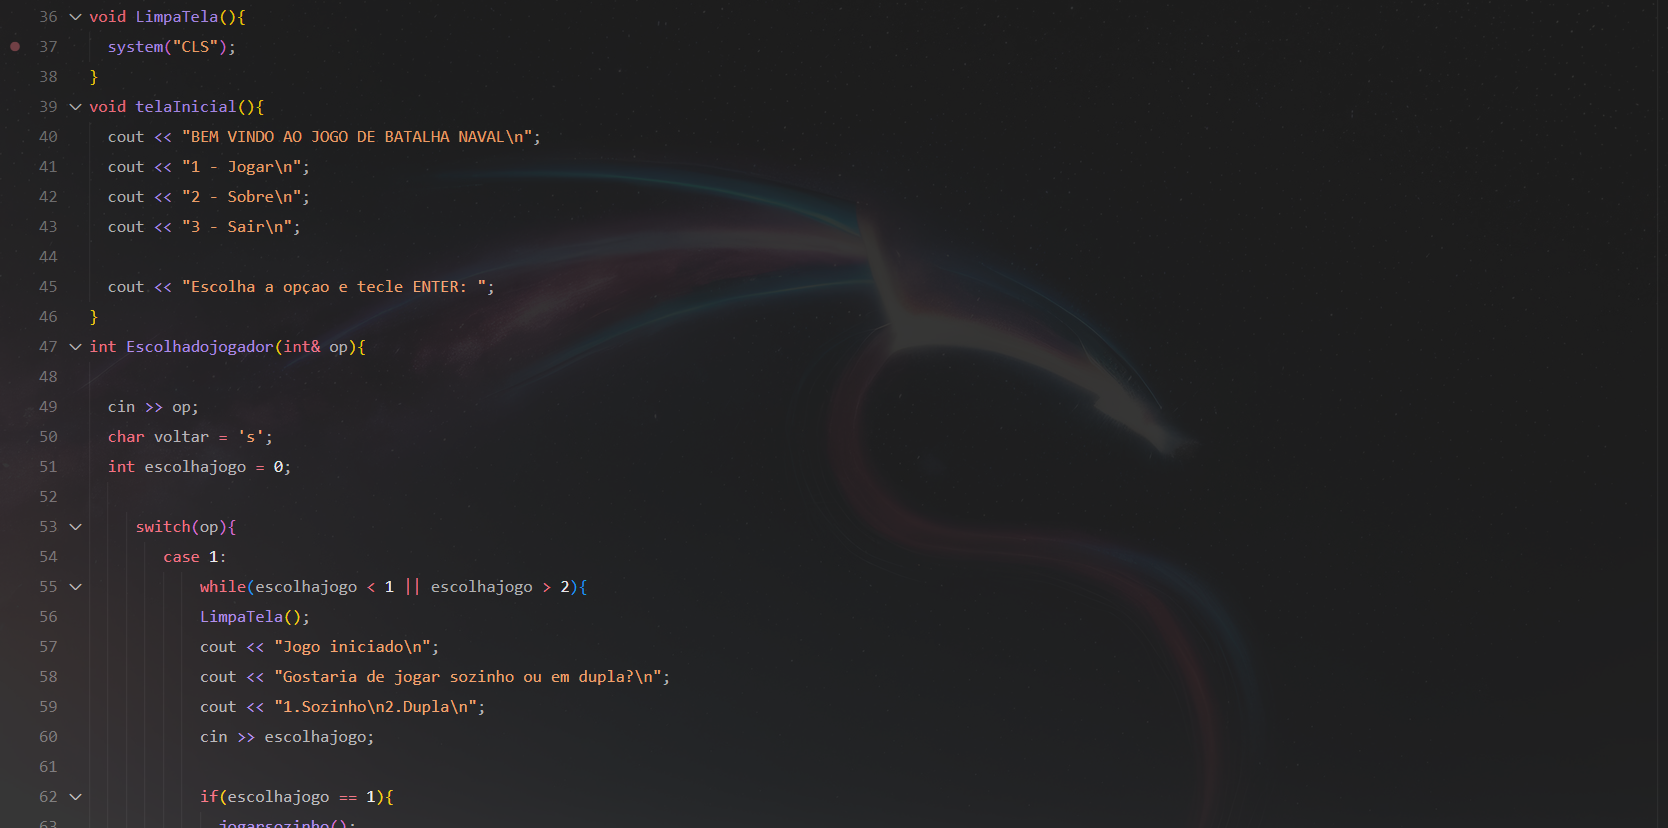 36 void LimpaTela(){
37 system("CLS");
38 }
39 void telaInicial(){
40 cout << "BEM VINDO AO JOGO DE BATALHA NAVAL\n";
41 cout << "1 - Jogar\n";
42 cout << "2 - Sobre\n";
43 cout << "3 - Sair\n";
44
45 cout << "Escolha a opçao e tecle ENTER: ";
46 }
47 int Escolhadojogador(int& op){
48
49 cin >> op;
50 char voltar = 's';
51 int escolhajogo = 0;
52
53 switch(op){
54 case 1:
55 while(escolhajogo < 1 || escolhajogo > 2){
56 LimpaTela();
57 cout << "Jogo iniciado\n";
58 cout << "Gostaria de jogar sozinho ou em dupla?\n";
59 cout << "1.Sozinho\n2.Dupla\n";
60 cin >> escolhajogo;
61
62 if(escolhajogo == 1){
63 jogarsozinho();